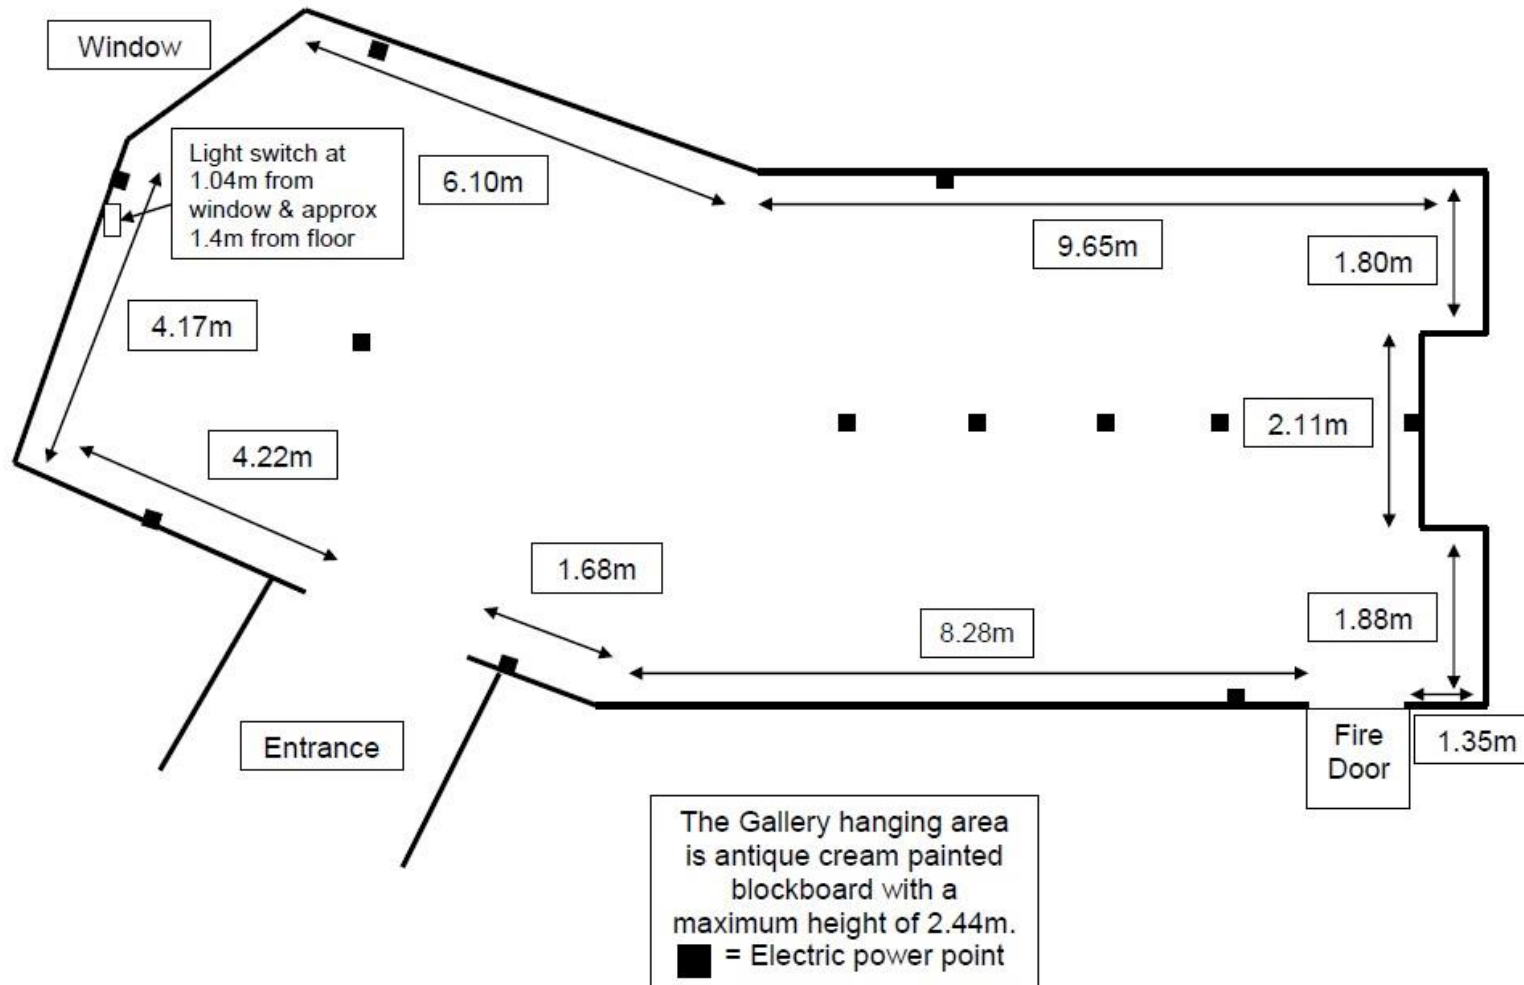 Window
Light switch at
1.04m from
window & approx
1.4m from floor
6.10m
9.65m
1.80m
4.17m
2.11m
4.22m
1.68m
8.28m
1.88m
Entrance
Fire
Door
1.35m
The Gallery hanging area
is antique cream painted
blockboard with a
maximum height of 2.44m.
= Electric power point